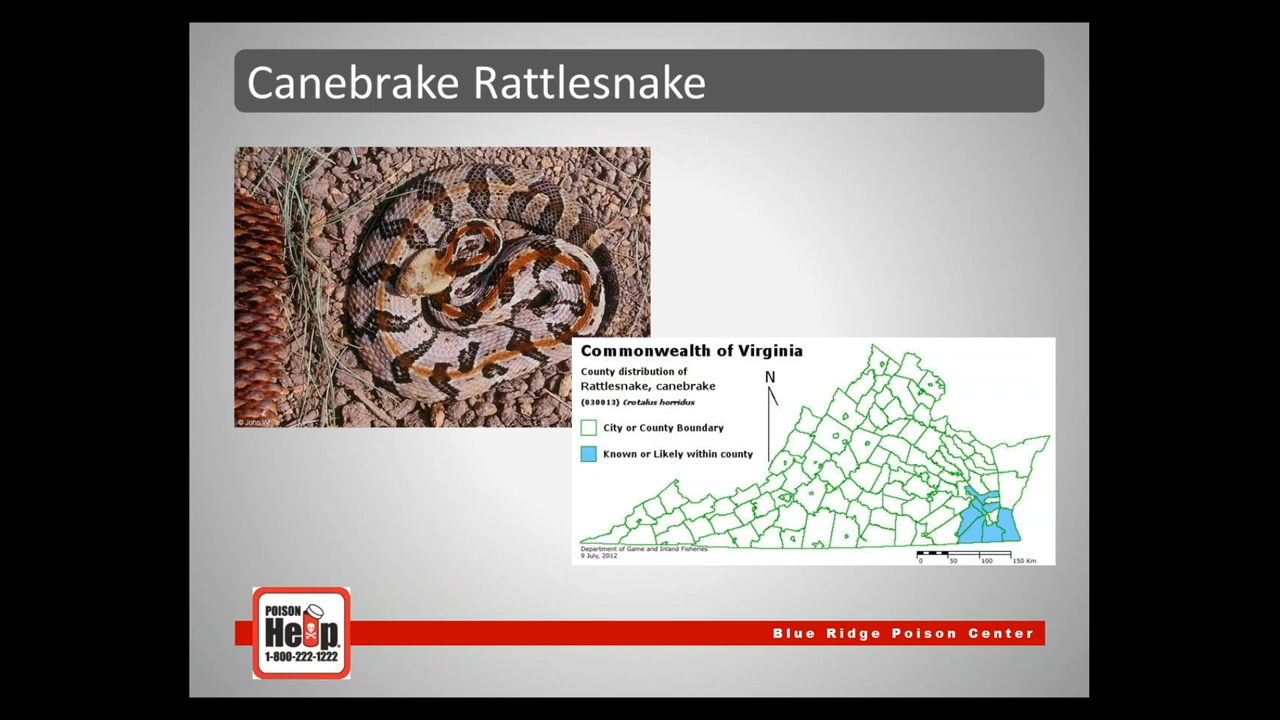 Canebrake Rattlesnake
© John W
Commonwealth of Virginia
County distribution of
Rattlesnake, canebrake
(030013) Crotalus horridus
N
City or County Boundary
Known or Likely within county
Department of Game and Inland Fisheries
9 July, 2012
0 50 100 150 Km
POISON
Help®
1-800-222-1222
Blue Ridge Poison Center